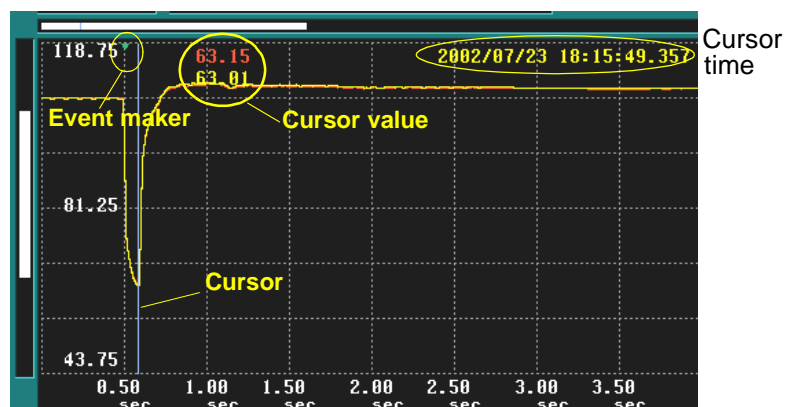 118.75 63.15 2002/07/23 18:15:49.357 Cursor
time
63.01
Event maker Cursor value
81.25
Cursor
43.75
0.50 1.00 1.50 2.00 2.50 3.00 3.50
sec sec sec sec sec sec sec